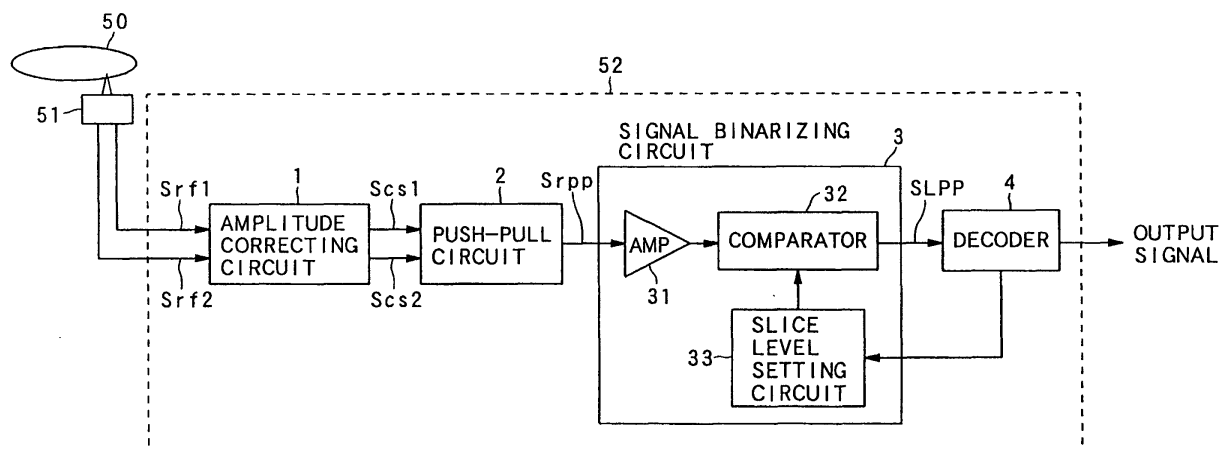 50
52
51
SIGNAL BINARIZING
CIRCUIT
3
Srf1
1
Scs1
2
Srpp
32
SLPP
4
AMPLITUDE
CORRECTING
CIRCUIT
PUSH-PULL
CIRCUIT
AMP
COMPARATOR
DECODER
OUTPUT
SIGNAL
Srf2
Scs2
31
33
SLICE
LEVEL
SETTING
CIRCUIT